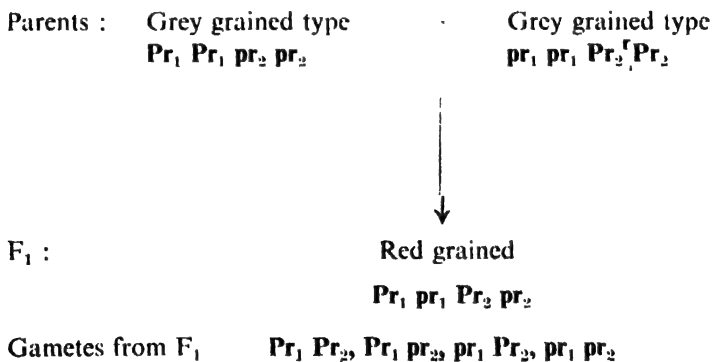 Parents : Grey grained type Grey grained type
Pr₁ Pr₁ pr₂ pr₂ pr₁ pr₁ Pr₂ Pr₂
F₁ : Red grained
Pr₁ pr₁ Pr₂ pr₂
Gametes from F₁ Pr₁ Pr₂, Pr₁ pr₂, pr₁ Pr₂, pr₁ pr₂